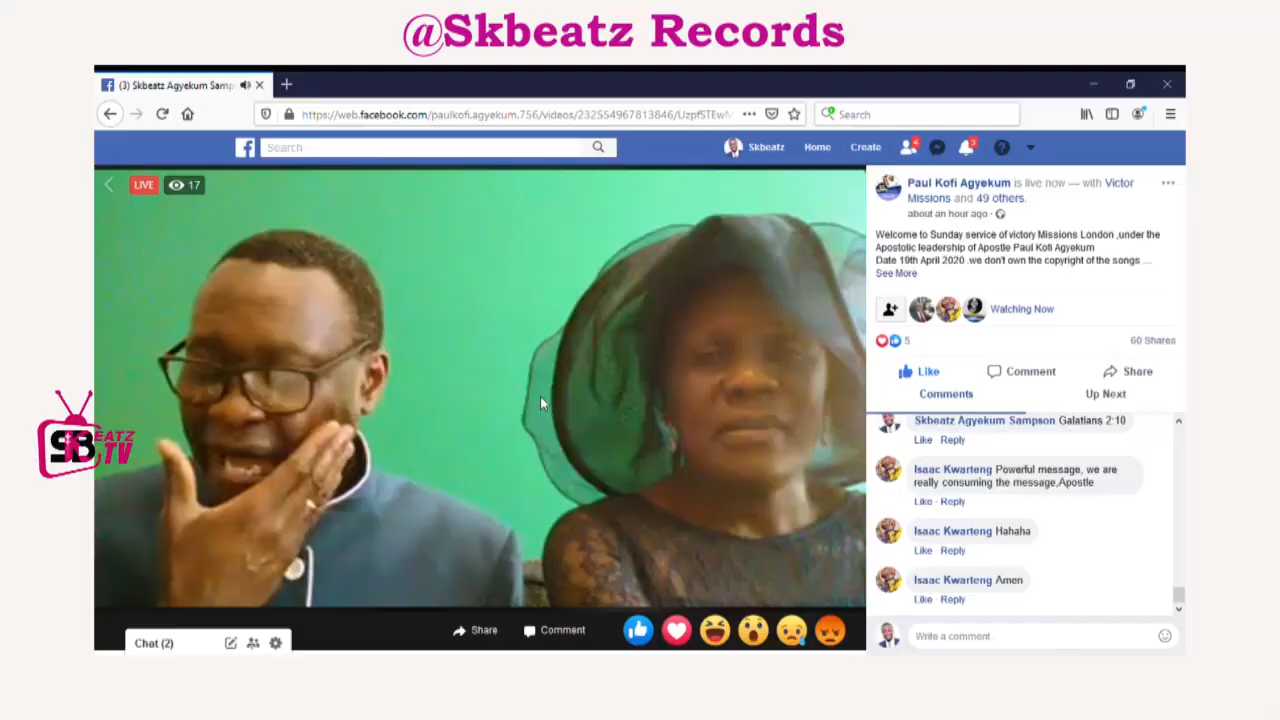 @Skbeatz Records
(3) Skbeatz Agyekum Samp
https://web.facebook.com/paulkofi.agyekum.756/videos/232554967813846/UzpfSTEwM
Search
Search
Skbeatz
Home
Create
4
3
LIVE
17
Paul Kofi Agyekum is live now — with Victor
Missions and 49 others.
about an hour ago ·
Welcome to Sunday service of victory Missions London ,under the
Apostolic leadership of Apostle Paul Kofi Agyekum
Date 19th April 2020 .we don't own the copyright of the songs ...
See More
Watching Now
5
60 Shares
Like
Comment
Share
Comments
Up Next
Skbeatz Agyekum Sampson Galatians 2:10
Like · Reply
Isaac Kwarteng Powerful message, we are
really consuming the message,Apostle
Like · Reply
Isaac Kwarteng Hahaha
Like · Reply
Isaac Kwarteng Amen
Like · Reply
Write a comment
Share
Comment
Chat (2)
SKBEATZ
TV